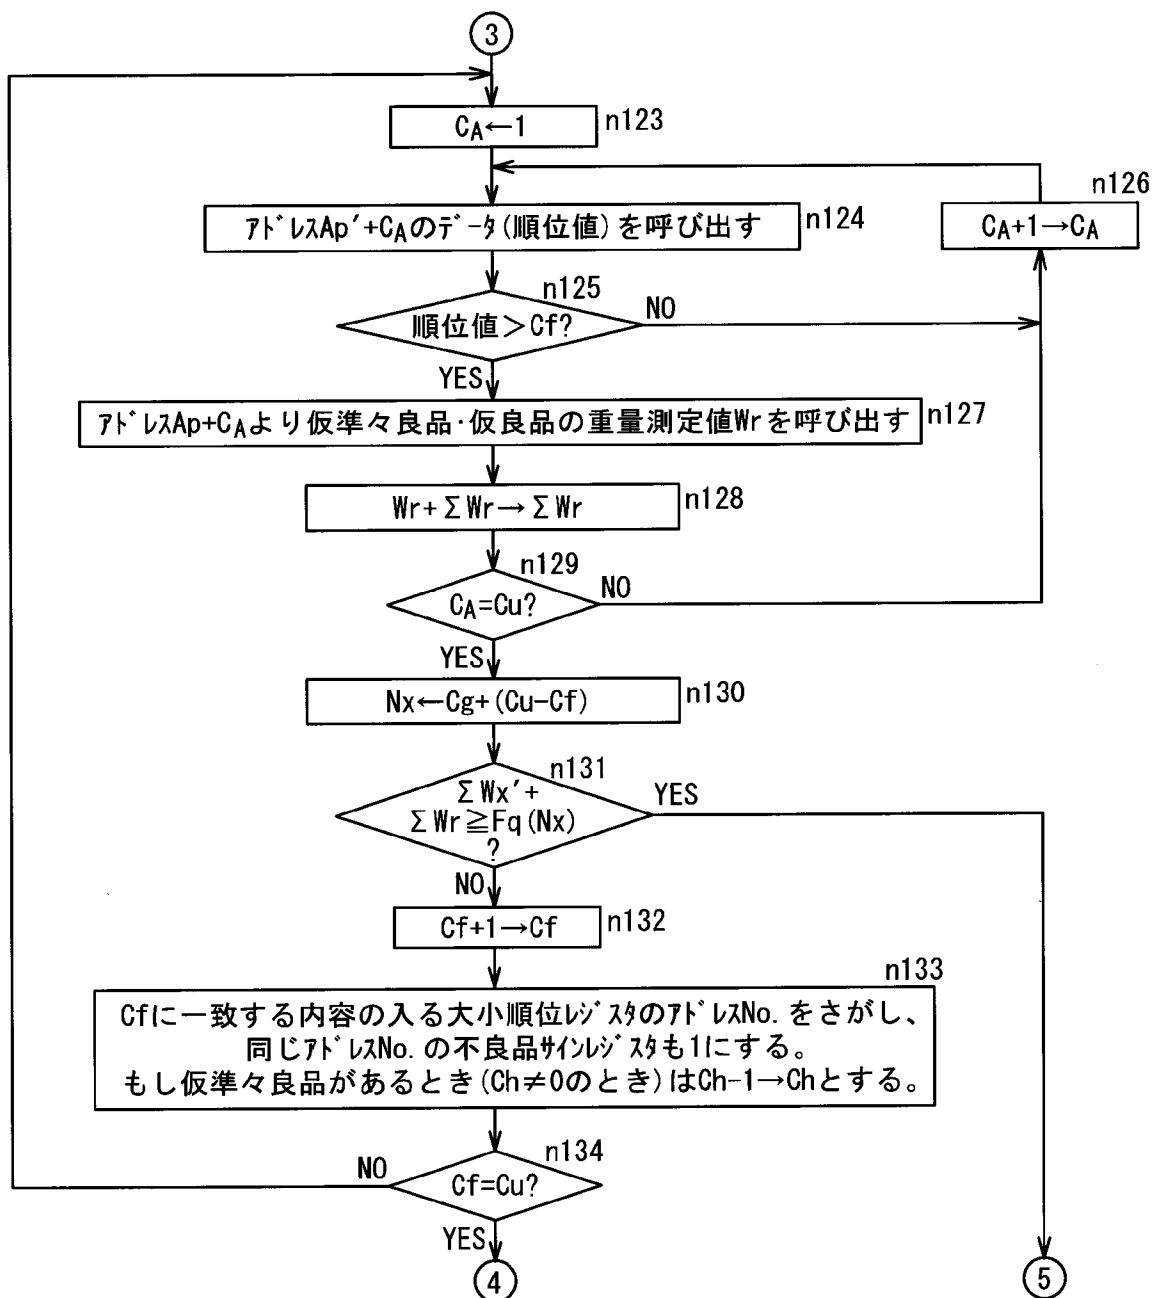 ③
CA←1
n123
n126
CA+1→CA
アドレスAp′+CAのデータ(順位値)を呼び出す
n124
n125
順位値＞Cf?
NO
YES
アドレスAp+CAより仮準々良品·仮良品の重量測定値Wrを呼び出す
n127
Wr+ΣWr→ΣWr
n128
n129
CA=Cu?
NO
YES
Nx←Cg+(Cu−Cf)
n130
n131
ΣWx′+
ΣWr≧Fq(Nx)
?
YES
NO
Cf+1→Cf
n132
n133
Cfに一致する内容の入る大小順位レジスタのアドレスNo.をさがし、
同じアドレスNo.の不良品サインレジスタも1にする。
もし仮準々良品があるとき(Ch≠0のとき)はCh-1→Chとする。
n134
Cf=Cu?
NO
YES
④
⑤